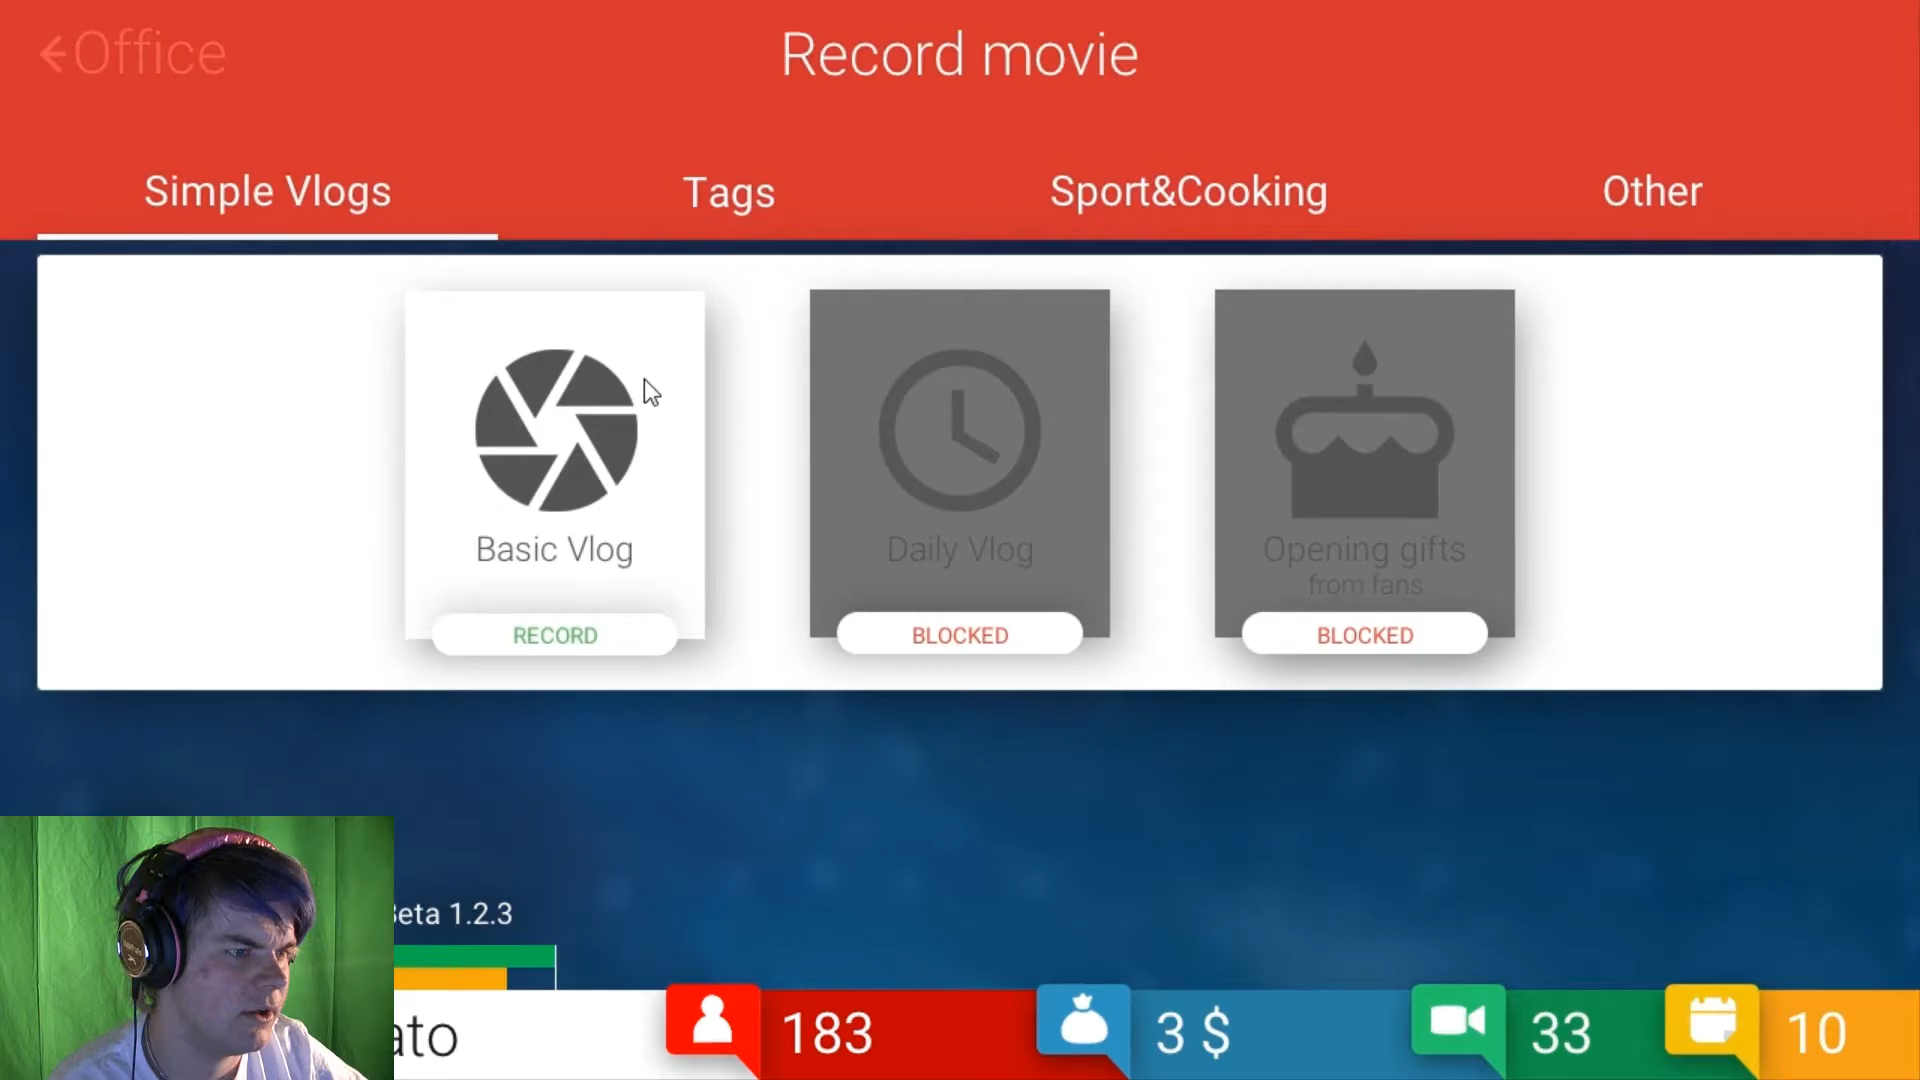 Office
Record movie
Simple Vlogs
Tags
Sport&Cooking
Other
Basic Vlog
RECORD
Daily Vlog
BLOCKED
Opening gifts
from fans
BLOCKED
Beta 1.2.3
ato
183
3 $
33
10